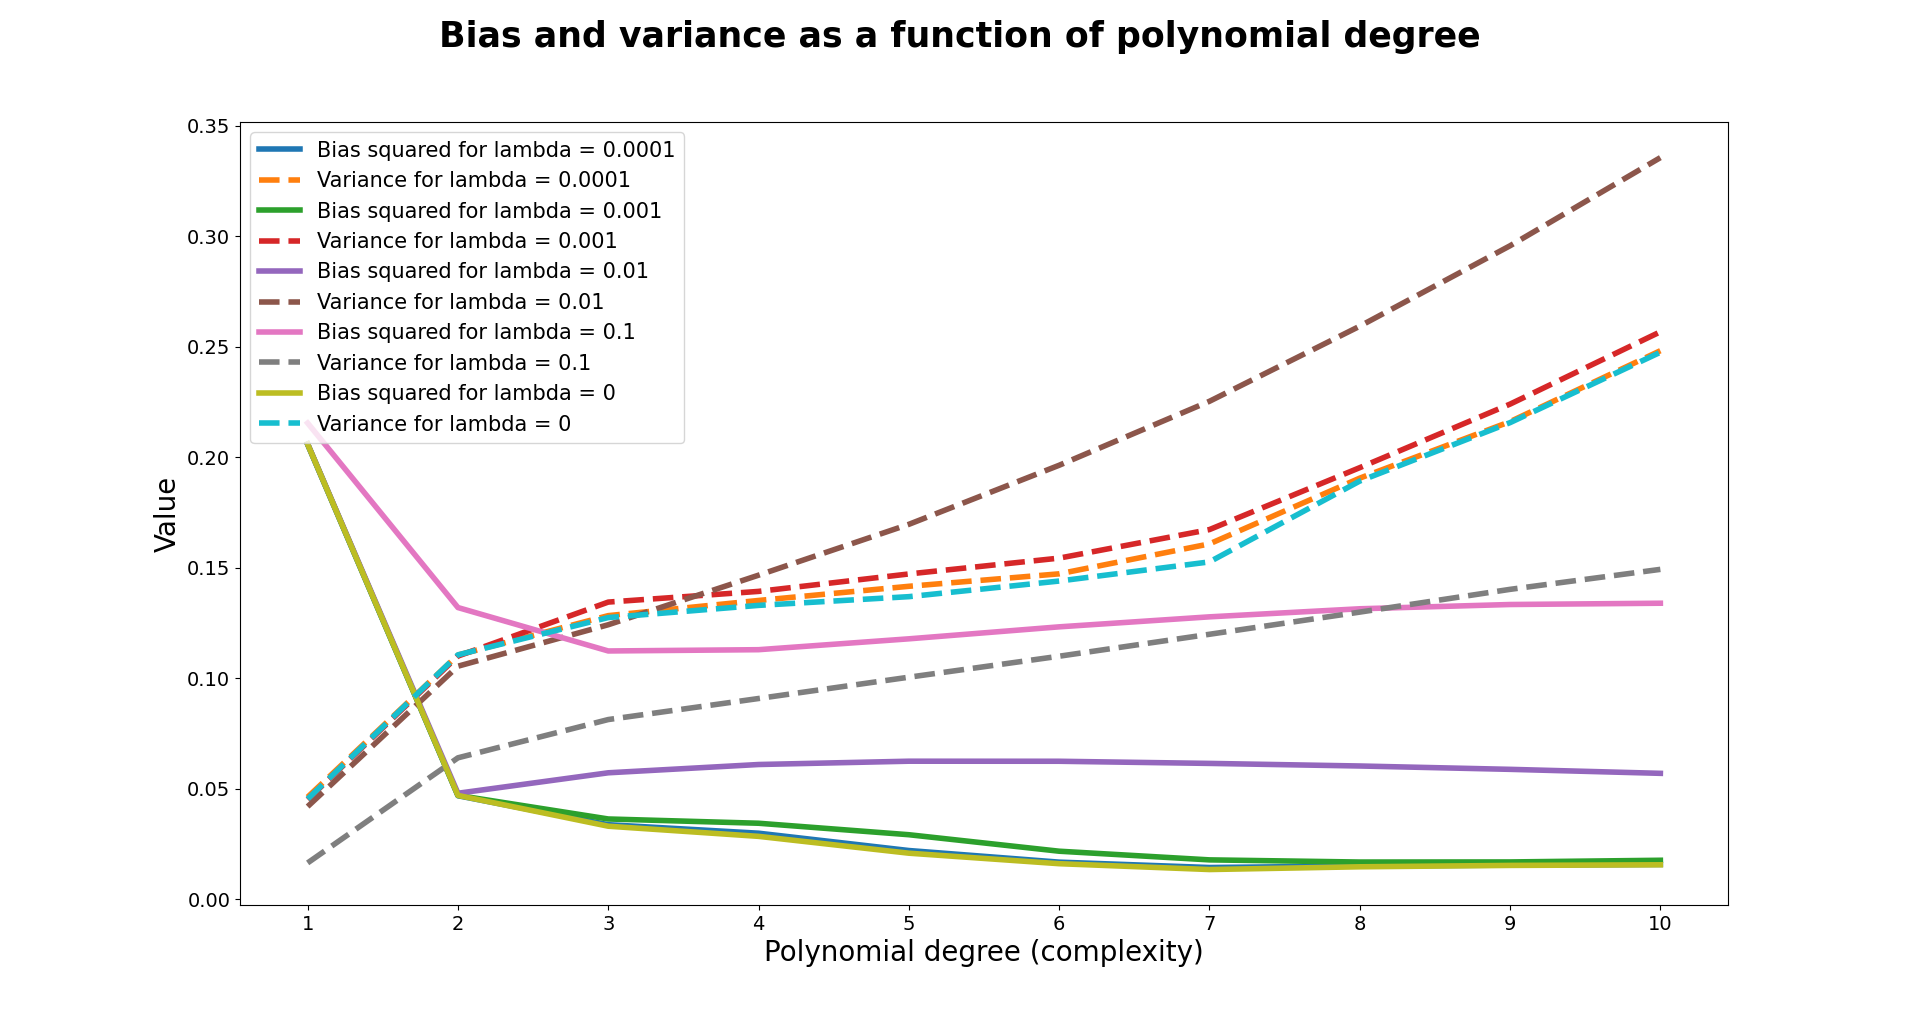 Bias and variance as a function of polynomial degree
0.35
0.30
0.25
0.20
0.15
0.10
0.05
0.00
Value
Bias squared for lambda = 0.0001
Variance for lambda = 0.0001
Bias squared for lambda = 0.001
Variance for lambda = 0.001
Bias squared for lambda = 0.01
Variance for lambda = 0.01
Bias squared for lambda = 0.1
Variance for lambda = 0.1
Bias squared for lambda = 0
Variance for lambda = 0
1 2 3 4 5 6 7 8 9 10
Polynomial degree (complexity)